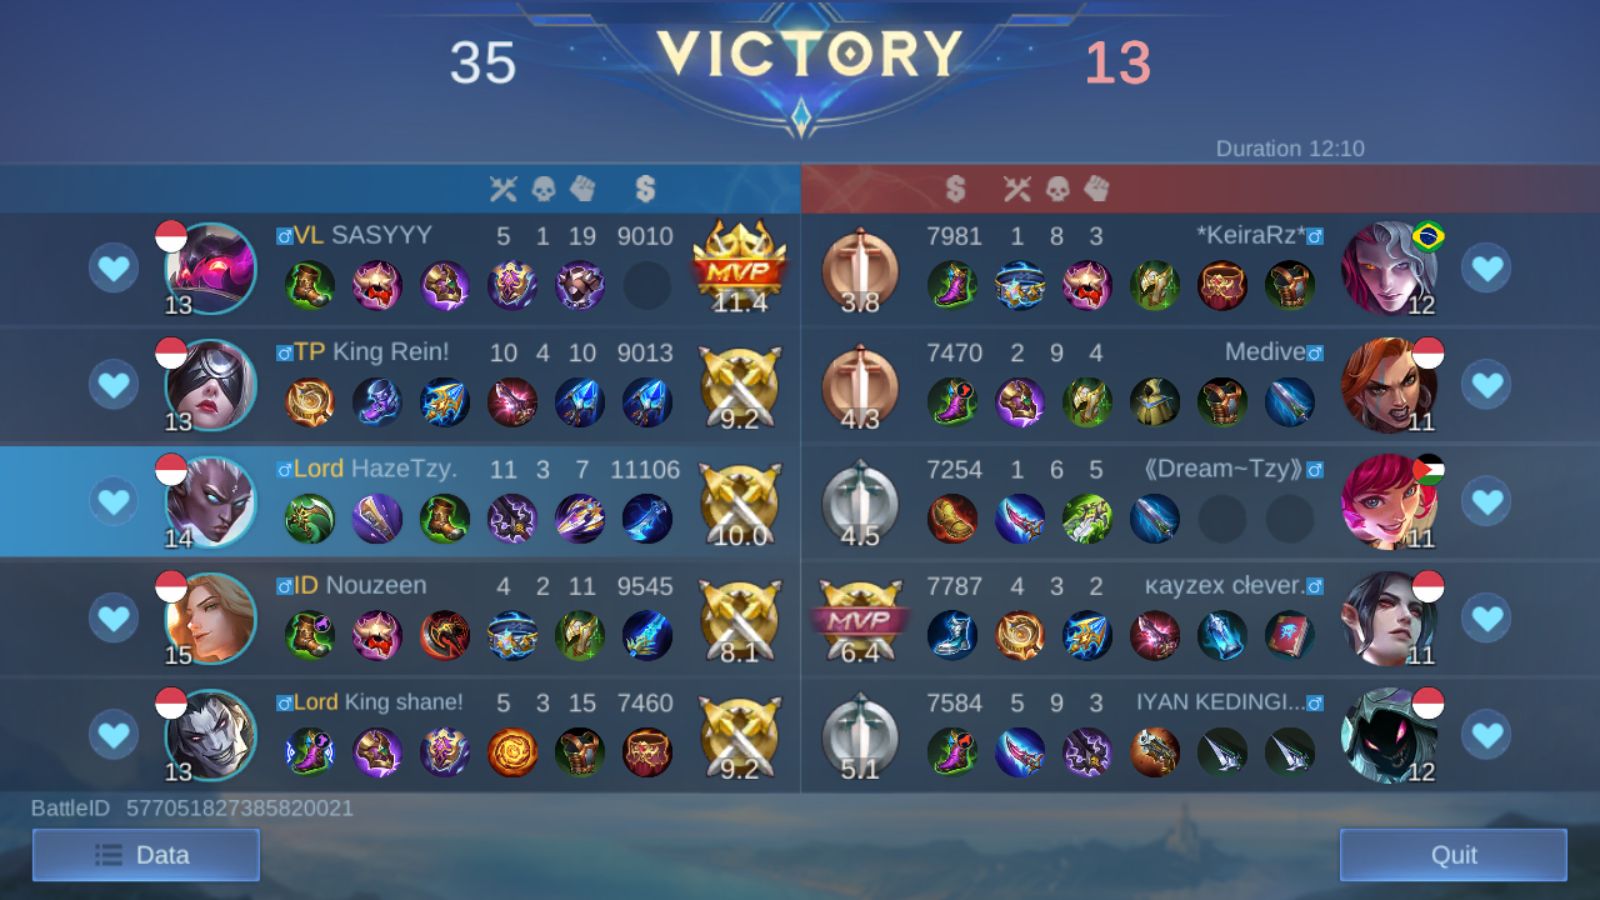 35 VICTORY 13
Duration 12:10
VL SASYYY 5 1 19 9010
13 MVP 11.4
3.8 7981 1 8 3 *KeiraRz*
12
TP King Rein! 10 4 10 9013
13 9.2
4.3 7470 2 9 4 Medive
11
Lord HazeTzy. 11 3 7 11106
14 10.0
4.5 7254 1 6 5 《Dream~Tzy》
11
ID Nouzeen 4 2 11 9545
15 8.1
MVP 6.4 7787 4 3 2 ĸayzex cłever.
11
Lord King shane! 5 3 15 7460
13 9.2
5.1 7584 5 9 3 IYAN KEDINGI...
12
BattleID 577051827385820021
Data
Quit